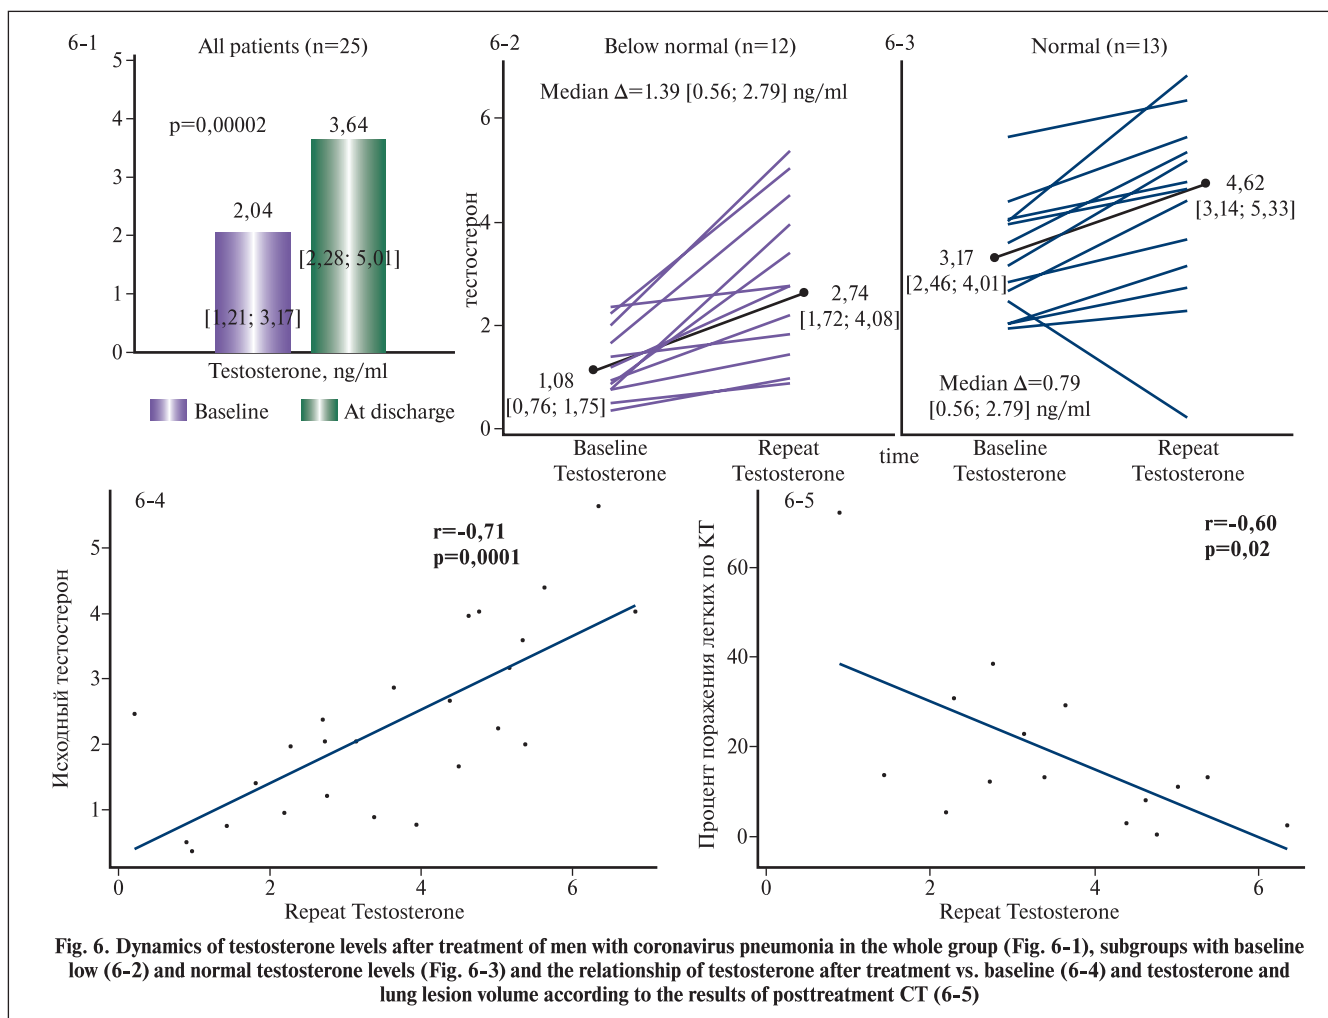 6-1
All patients (n=25)
5
4
3
2
1
0
p=0,00002
3,64
2,04
[2,28; 5,01]
[1,21; 3,17]
Testosterone, ng/ml
Baseline
At discharge
6-2
Below normal (n=12)
Median Δ=1.39 [0.56; 2.79] ng/ml
тестостерон
6
4
2
0
1,08
[0,76; 1,75]
2,74
[1,72; 4,08]
Baseline
Testosterone
Repeat
Testosterone
time
6-3
Normal (n=13)
3,17
[2,46; 4,01]
4,62
[3,14; 5,33]
Median Δ=0.79
[0.56; 2.79] ng/ml
Baseline
Testosterone
Repeat
Testosterone
6-4
r=-0,71
p=0,0001
Исходный тестостерон
5
4
3
2
1
0
2
4
6
Repeat Testosterone
6-5
r=-0,60
p=0,02
Процент поражения легких по КТ
60
40
20
0
0
2
4
6
Repeat Testosterone
Fig. 6. Dynamics of testosterone levels after treatment of men with coronavirus pneumonia in the whole group (Fig. 6-1), subgroups with baseline
low (6-2) and normal testosterone levels (Fig. 6-3) and the relationship of testosterone after treatment vs. baseline (6-4) and testosterone and
lung lesion volume according to the results of posttreatment CT (6-5)